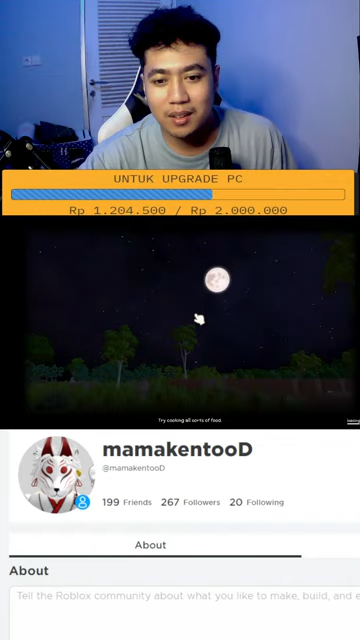 UNTUK UPGRADE PC
Rp 1.204.500 / Rp 2.000.000
Try cooking all sorts of food.
mamakentooD
@mamakentooD
199 Friends 267 Followers 20 Following
About
About
Tell the Roblox community about what you like to make, build, and e